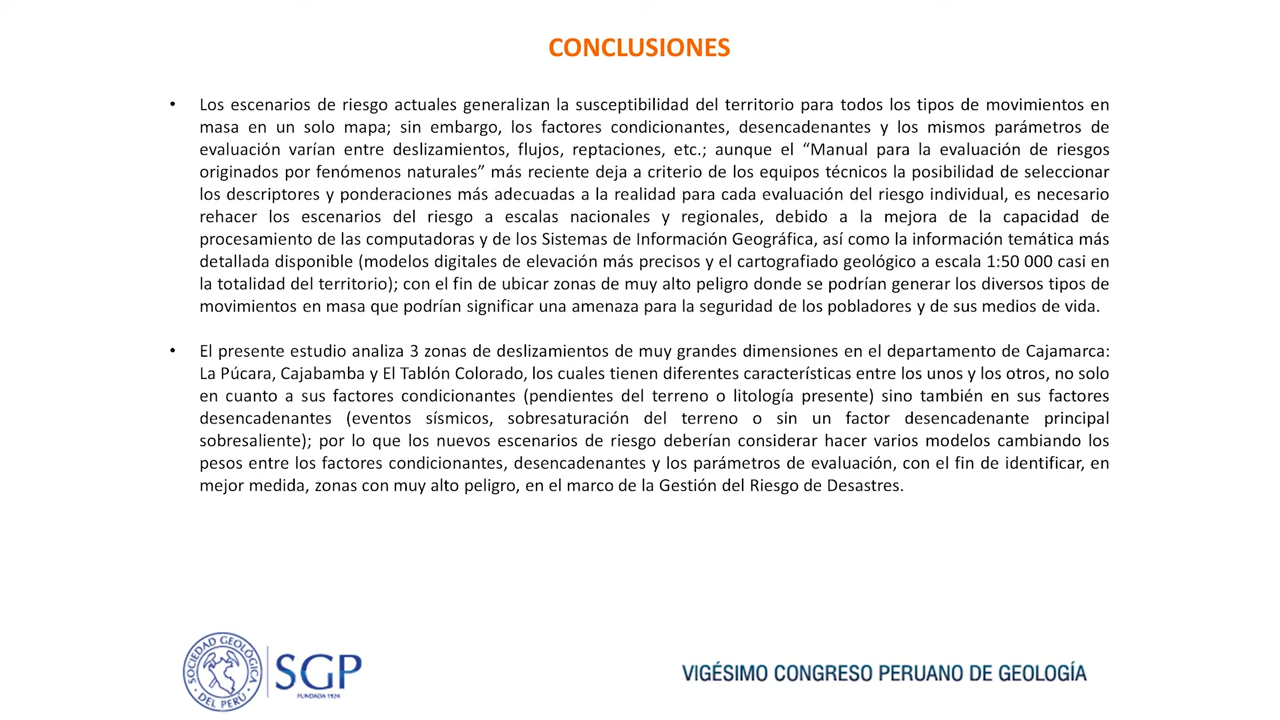 CONCLUSIONES
• Los escenarios de riesgo actuales generalizan la susceptibilidad del territorio para todos los tipos de movimientos en
masa en un solo mapa; sin embargo, los factores condicionantes, desencadenantes y los mismos parámetros de
evaluación varían entre deslizamientos, flujos, reptaciones, etc.; aunque el “Manual para la evaluación de riesgos
originados por fenómenos naturales” más reciente deja a criterio de los equipos técnicos la posibilidad de seleccionar
los descriptores y ponderaciones más adecuadas a la realidad para cada evaluación del riesgo individual, es necesario
rehacer los escenarios del riesgo a escalas nacionales y regionales, debido a la mejora de la capacidad de
procesamiento de las computadoras y de los Sistemas de Información Geográfica, así como la información temática más
detallada disponible (modelos digitales de elevación más precisos y el cartografiado geológico a escala 1:50 000 casi en
la totalidad del territorio); con el fin de ubicar zonas de muy alto peligro donde se podrían generar los diversos tipos de
movimientos en masa que podrían significar una amenaza para la seguridad de los pobladores y de sus medios de vida.
• El presente estudio analiza 3 zonas de deslizamientos de muy grandes dimensiones en el departamento de Cajamarca:
La Púcara, Cajabamba y El Tablón Colorado, los cuales tienen diferentes características entre los unos y los otros, no solo
en cuanto a sus factores condicionantes (pendientes del terreno o litología presente) sino también en sus factores
desencadenantes (eventos sísmicos, sobresaturación del terreno o sin un factor desencadenante principal
sobresaliente); por lo que los nuevos escenarios de riesgo deberían considerar hacer varios modelos cambiando los
pesos entre los factores condicionantes, desencadenantes y los parámetros de evaluación, con el fin de identificar, en
mejor medida, zonas con muy alto peligro, en el marco de la Gestión del Riesgo de Desastres.
SOCIEDAD GEOLÓGICA
DEL PERÚ
SGP
FUNDADA 1924
VIGÉSIMO CONGRESO PERUANO DE GEOLOGÍA